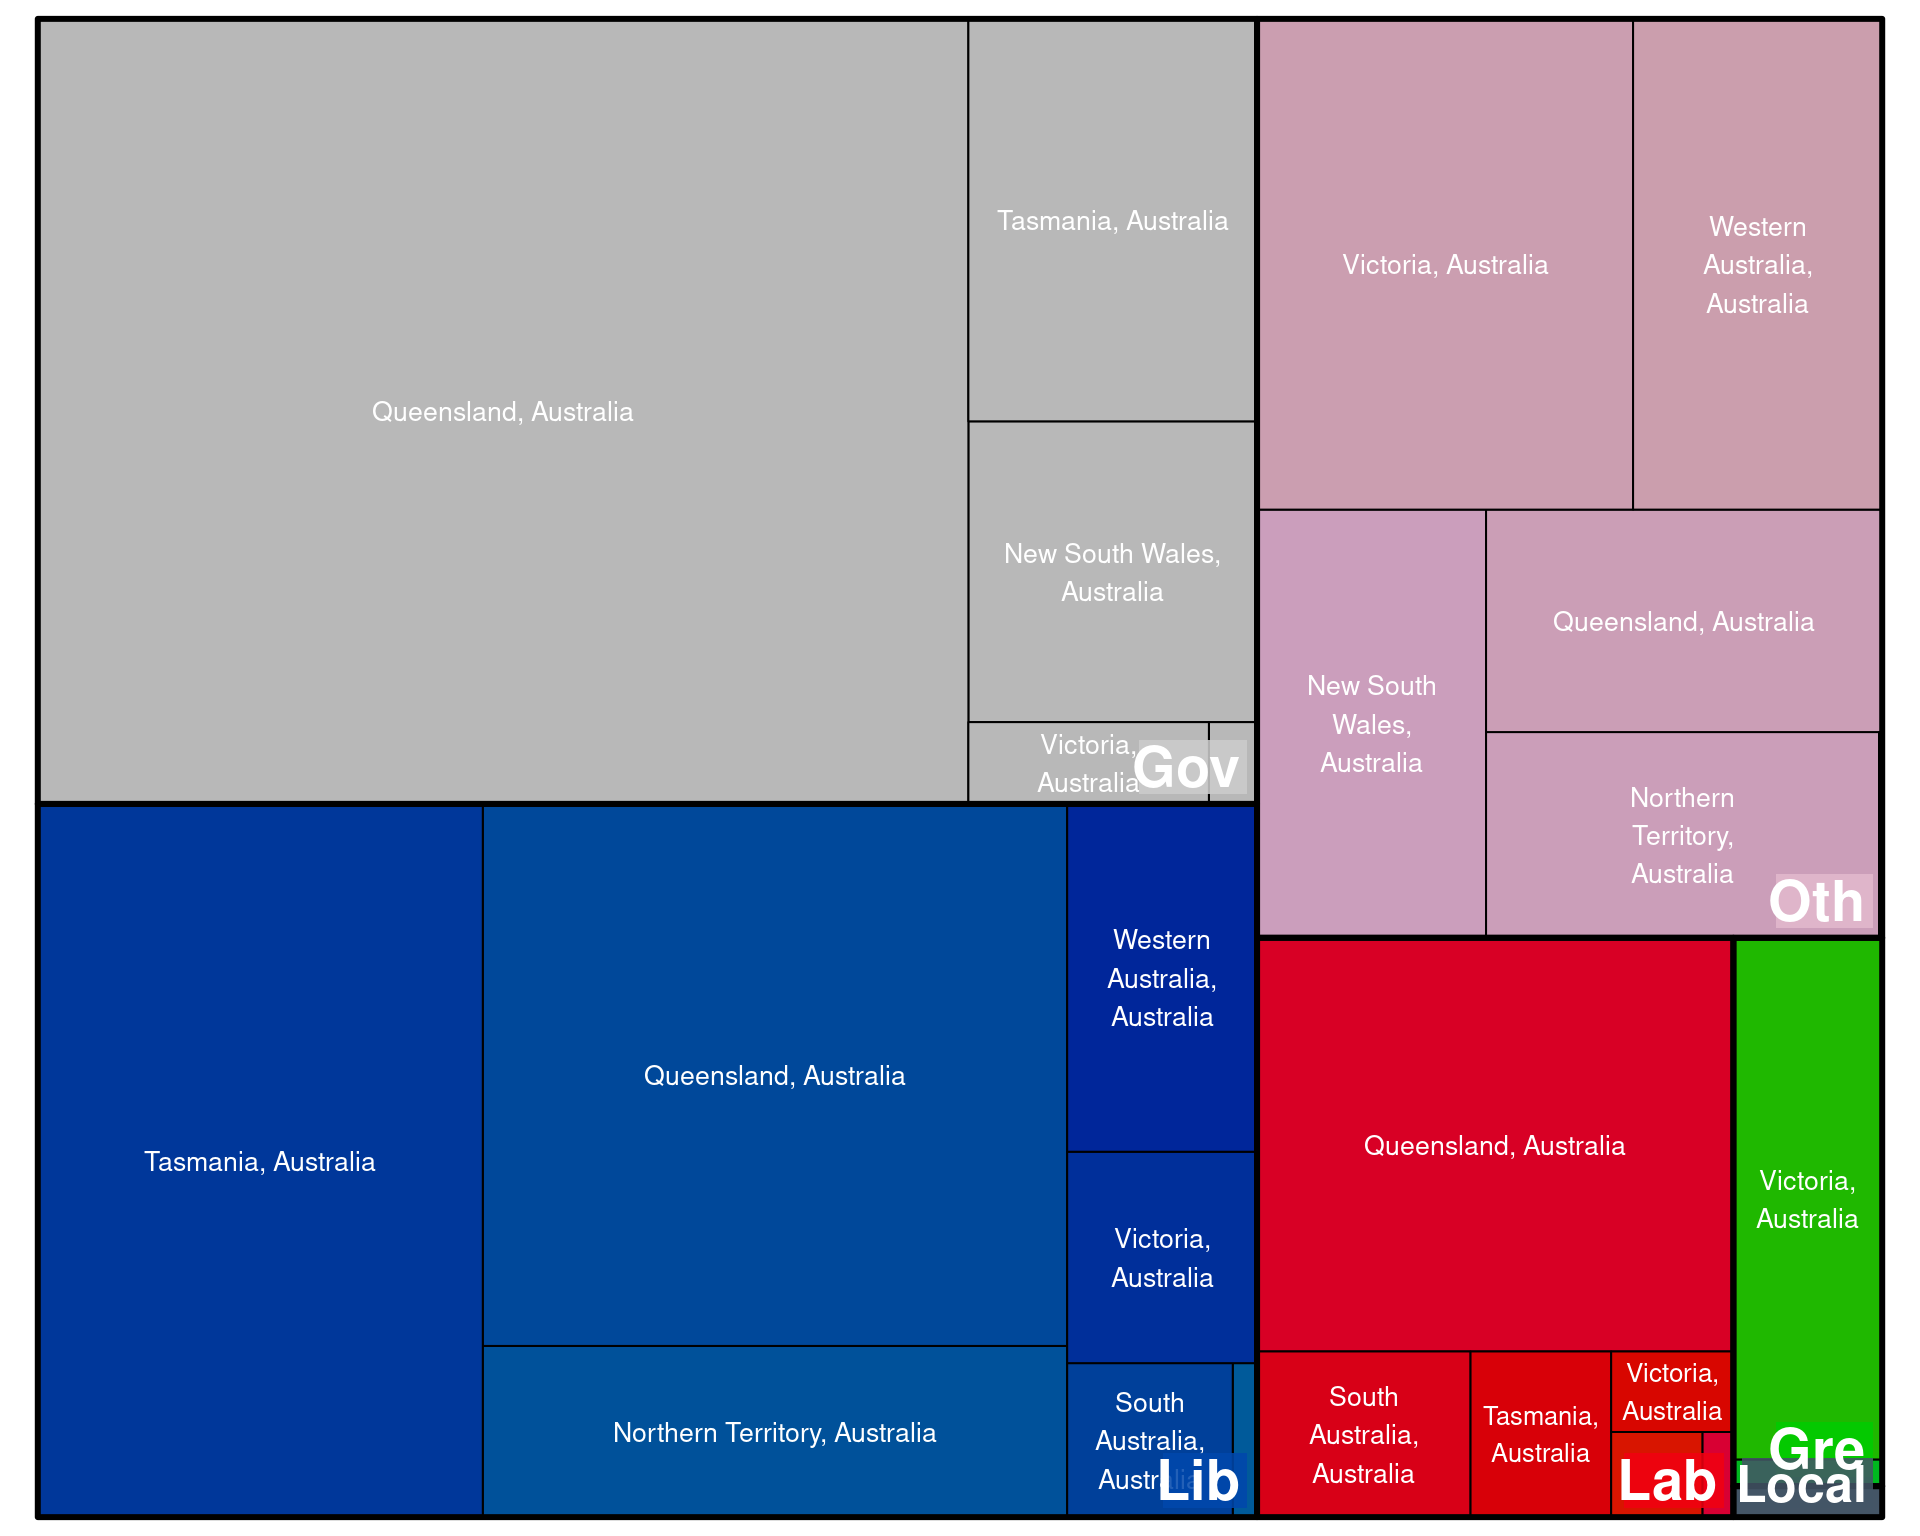 Queensland, Australia
Tasmania, Australia
New South Wales,
Australia
Victoria,
Australia
Gov
Victoria, Australia
Western
Australia,
Australia
New South
Wales,
Australia
Queensland, Australia
Northern
Territory,
Australia
Oth
Tasmania, Australia
Queensland, Australia
Northern Territory, Australia
Western
Australia,
Australia
Victoria,
Australia
South
Australia,
Australia
Lib
Queensland, Australia
South
Australia,
Australia
Tasmania,
Australia
Victoria,
Australia
Lab
Victoria,
Australia
Gre
Local